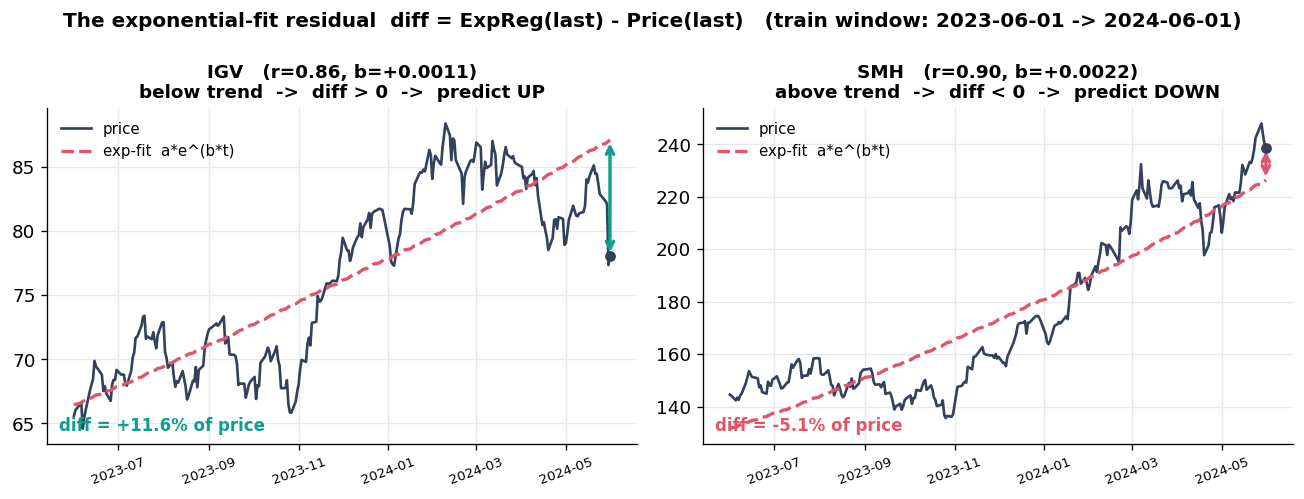 The exponential-fit residual  diff = ExpReg(last) - Price(last)   (train window: 2023-06-01 -> 2024-06-01)
IGV   (r=0.86, b=+0.0011)
below trend  ->  diff > 0  ->  predict UP
price
exp-fit  a*e^(b*t)
85
80
75
70
65
diff = +11.6% of price
2023-07
2023-09
2023-11
2024-01
2024-03
2024-05
SMH   (r=0.90, b=+0.0022)
above trend  ->  diff < 0  ->  predict DOWN
price
exp-fit  a*e^(b*t)
240
220
200
180
160
140
diff = -5.1% of price
2023-07
2023-09
2023-11
2024-01
2024-03
2024-05